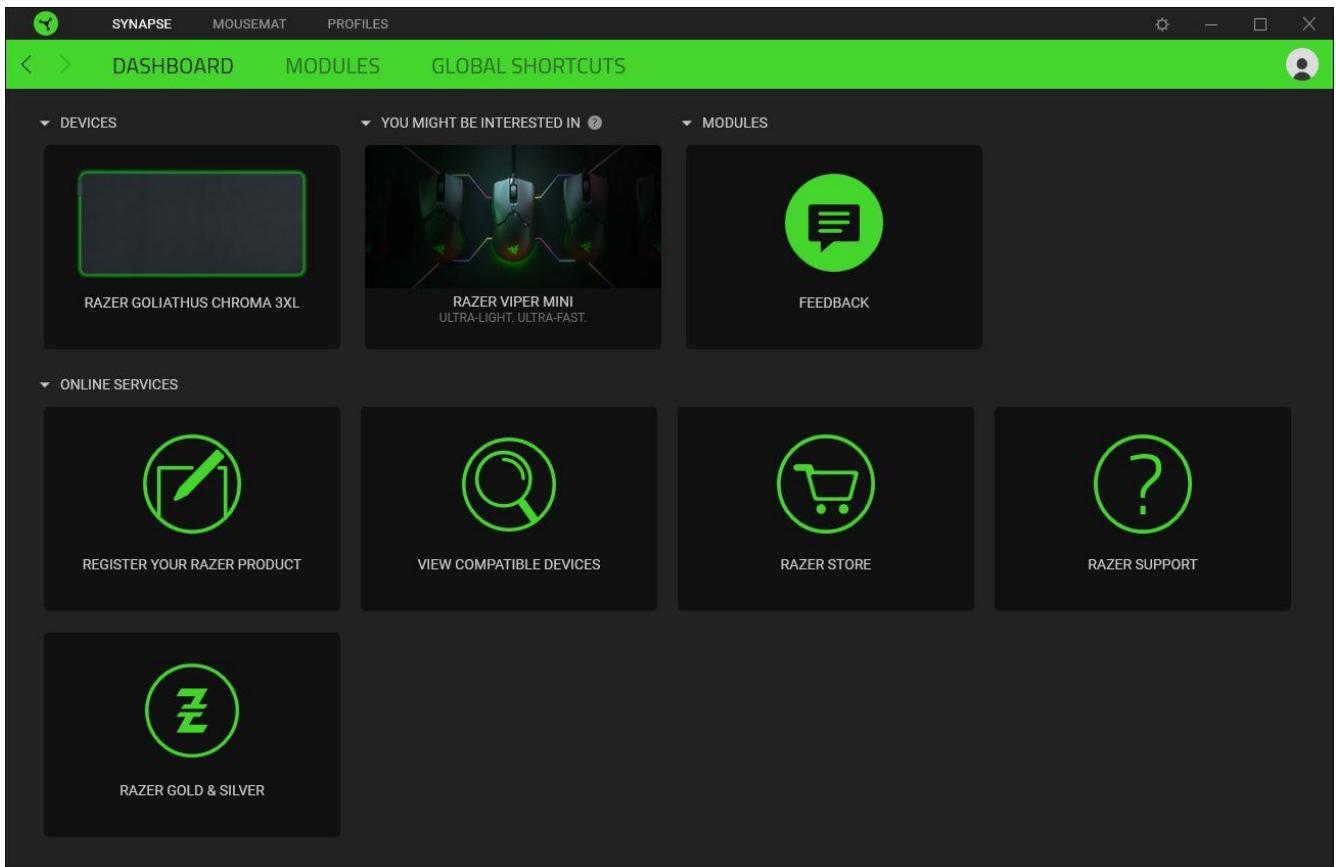 SYNAPSE MOUSEMAT PROFILES
DASHBOARD MODULES GLOBAL SHORTCUTS
DEVICES
YOU MIGHT BE INTERESTED IN ?
MODULES
RAZER GOLIATHUS CHROMA 3XL
RAZER VIPER MINI
ULTRA-LIGHT. ULTRA-FAST.
FEEDBACK
ONLINE SERVICES
REGISTER YOUR RAZER PRODUCT
VIEW COMPATIBLE DEVICES
RAZER STORE
RAZER SUPPORT
RAZER GOLD & SILVER